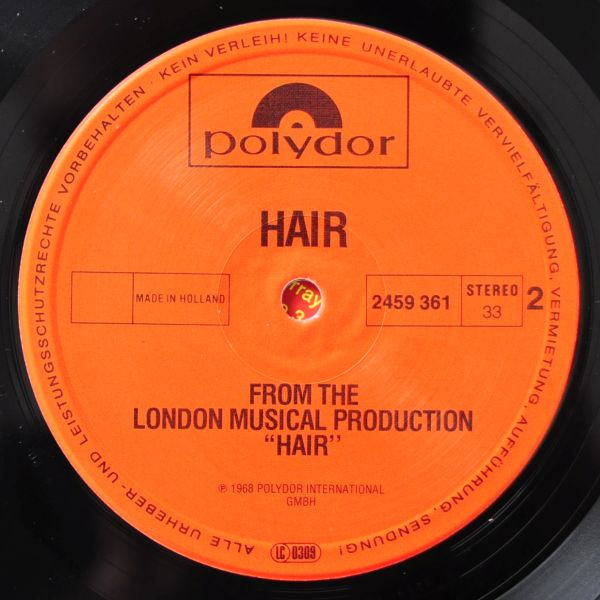 ALLE URHEBER- UND LEISTUNGSSCHUTZRECHTE VORBEHALTEN · KEIN VERLEIH! KEINE UNERLAUBTE VERVIELFÄLTIGUNG, VERMIETUNG, AUFFÜHRUNG, SENDUNG!
polydor
HAIR
MADE IN HOLLAND
rray
2459 361
STEREO
33
2
FROM THE
LONDON MUSICAL PRODUCTION
“HAIR”
℗ 1968 POLYDOR INTERNATIONAL
GMBH
LC 0309